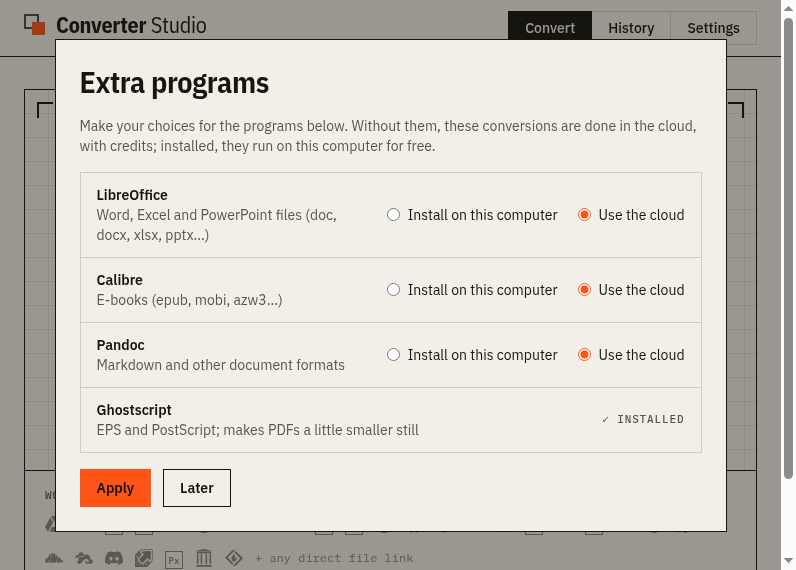 Converter Studio
Convert
History
Settings
Extra programs
Make your choices for the programs below. Without them, these conversions are done in the cloud,
with credits; installed, they run on this computer for free.
LibreOffice
Word, Excel and PowerPoint files (doc,
docx, xlsx, pptx...)
Install on this computer
Use the cloud
Calibre
E-books (epub, mobi, azw3...)
Install on this computer
Use the cloud
Pandoc
Markdown and other document formats
Install on this computer
Use the cloud
Ghostscript
EPS and PostScript; makes PDFs a little smaller still
✓ INSTALLED
Apply
Later
Px
+ any direct file link